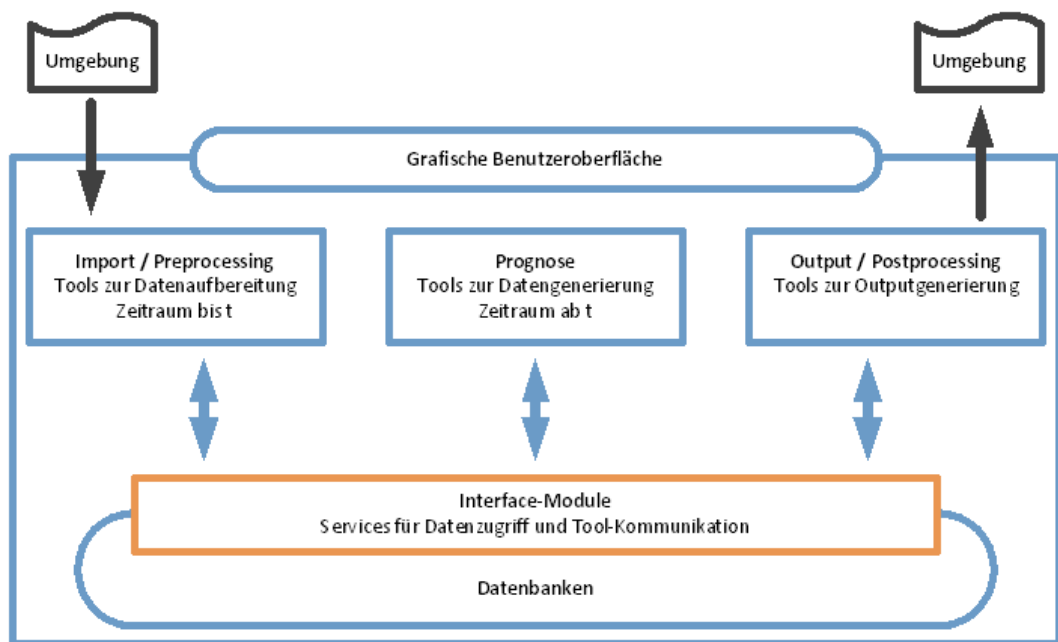 Umgebung
Umgebung
Grafische Benutzeroberfläche
Import / Preprocessing
Tools zur Datenaufbereitung
Zeitraum bis t
Prognose
Tools zur Datengenerierung
Zeitraum ab t
Output / Postprocessing
Tools zur Outputgenerierung
Interface-Module
Services für Datenzugriff und Tool-Kommunikation
Datenbanken